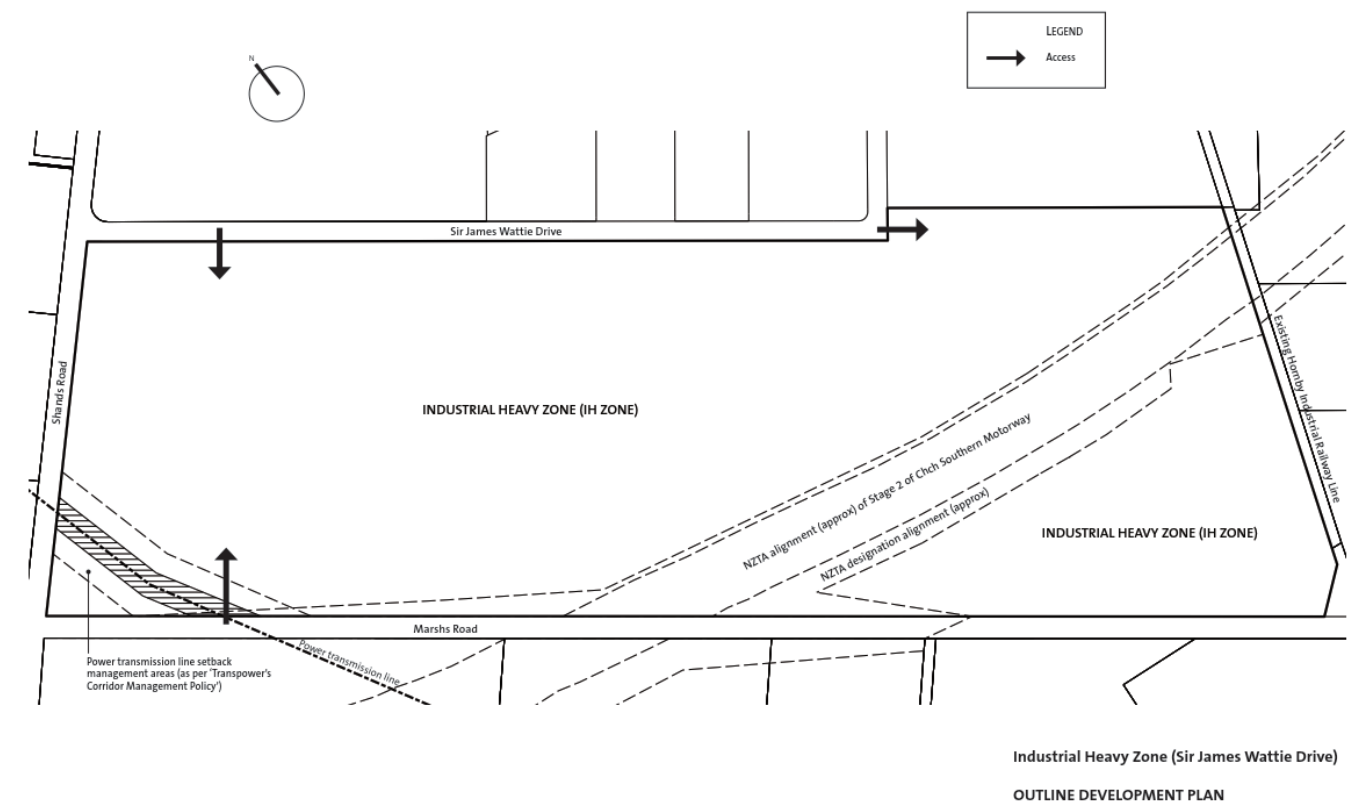 LEGEND
Access
N
Sir James Wattie Drive
Shands Road
INDUSTRIAL HEAVY ZONE (IH ZONE)
Existing Hornby Industrial Railway Line
NZTA alignment (approx) of Stage 2 of Chch Southern Motorway
NZTA designation alignment (approx)
INDUSTRIAL HEAVY ZONE (IH ZONE)
Marshs Road
Power transmission line
Power transmission line setback
management areas (as per ‘Transpower's
Corridor Management Policy’)
Industrial Heavy Zone (Sir James Wattie Drive)
OUTLINE DEVELOPMENT PLAN